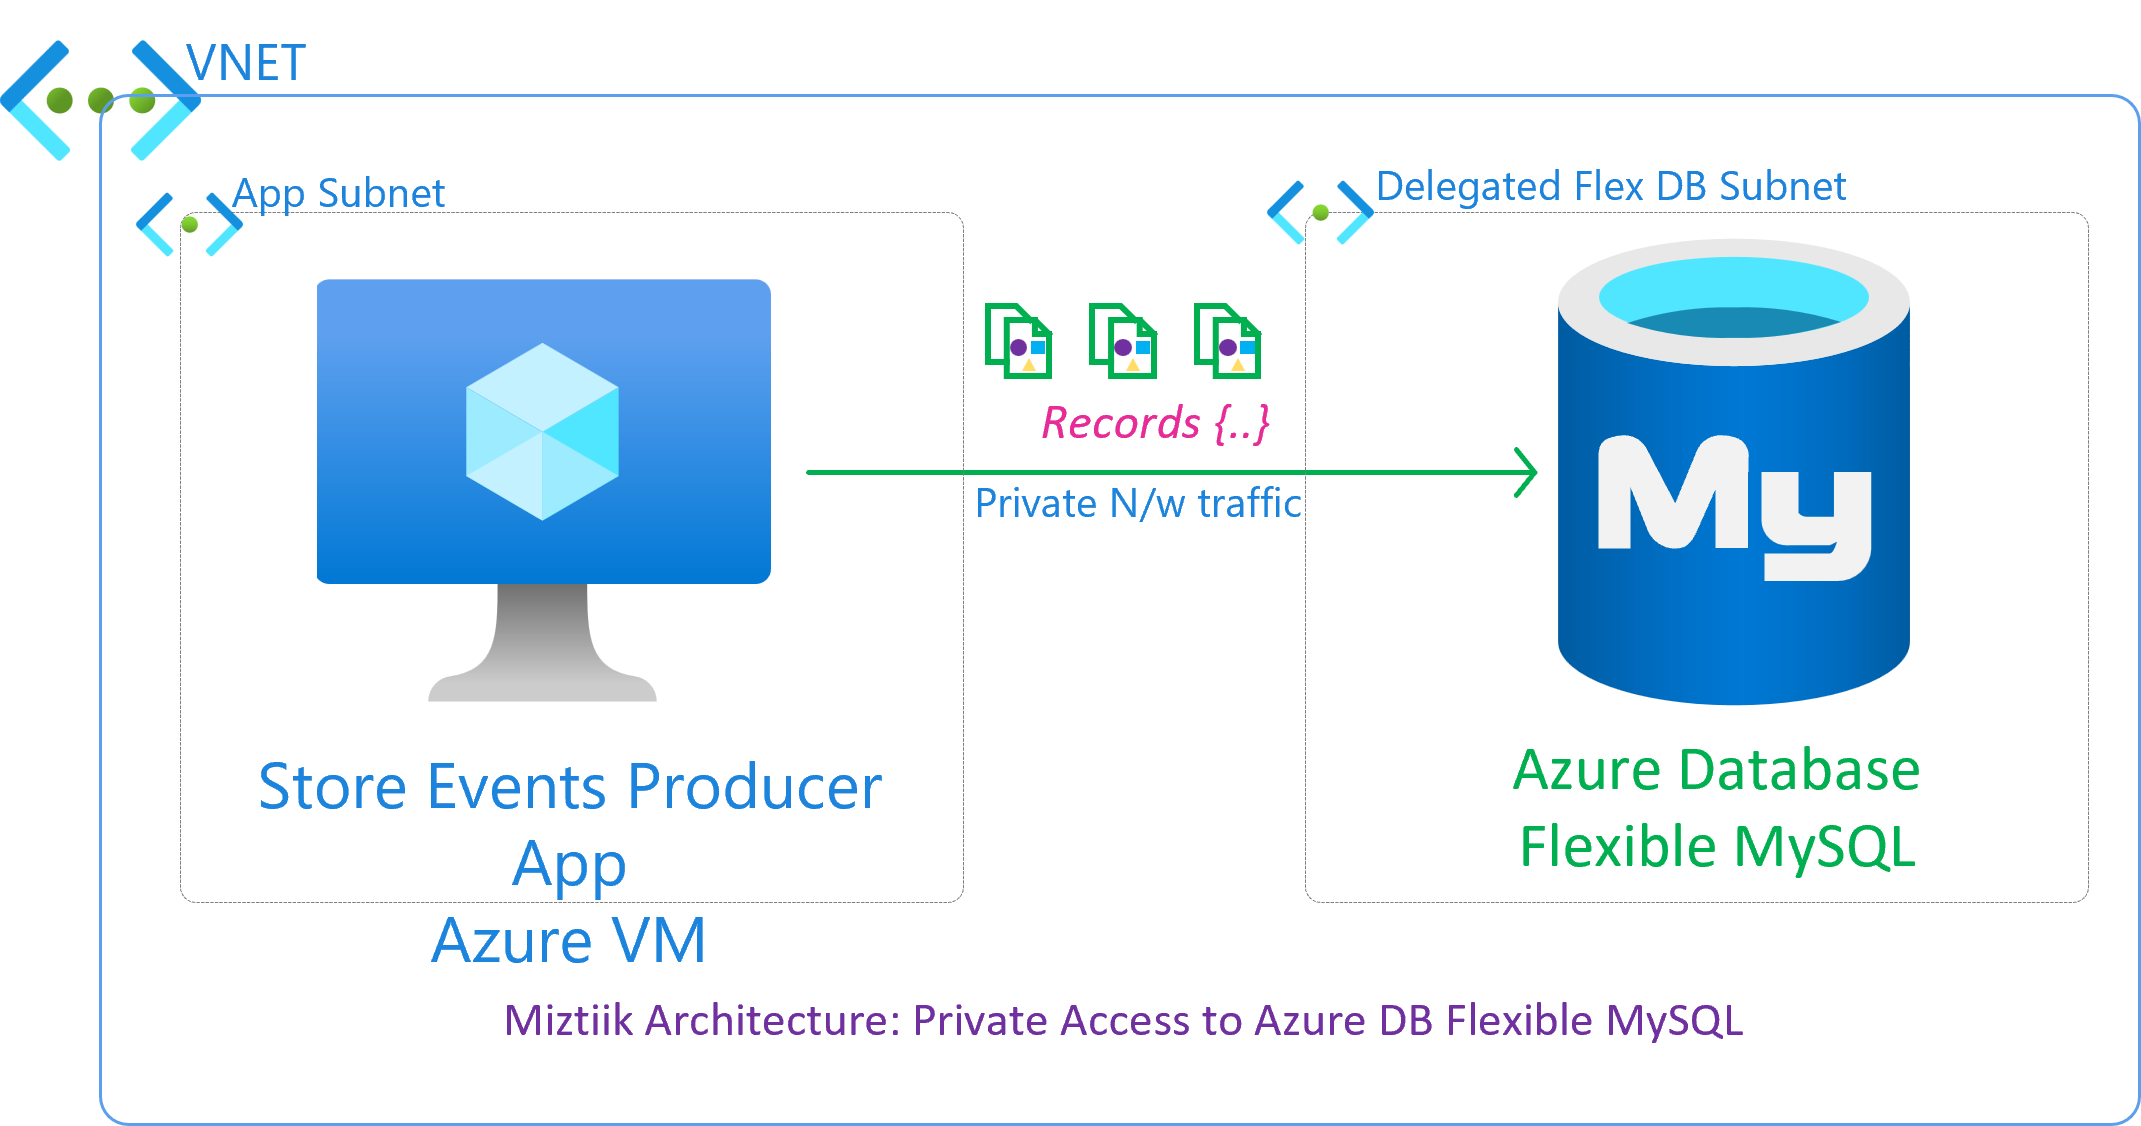 VNET
App Subnet
Delegated Flex DB Subnet
Records {..}
Private N/w traffic
My
Store Events Producer
App
Azure VM
Azure Database
Flexible MySQL
Miztiik Architecture: Private Access to Azure DB Flexible MySQL